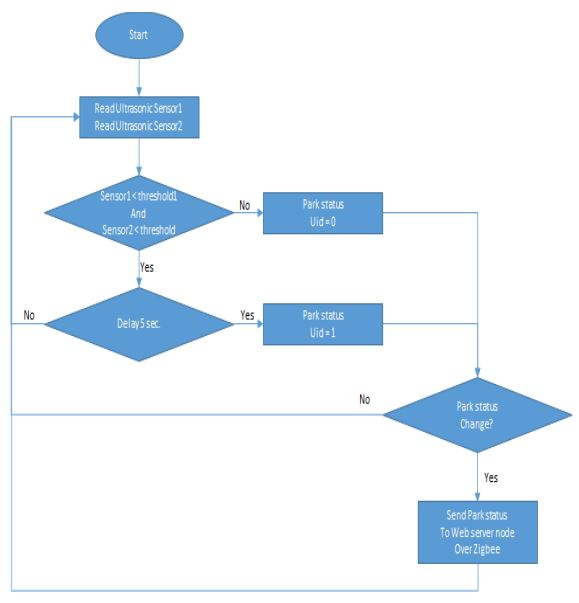 Start
Read Ultrasonic Sensor1
Read Ultrasonic Sensor2
Sensor1 < threshold1
And
Sensor2 < threshold
No
Park status
Uid = 0
Yes
No
Delay 5 sec.
Yes
Park status
Uid = 1
No
Park status
Change?
Yes
Send Park status
To Web server node
Over Zigbee